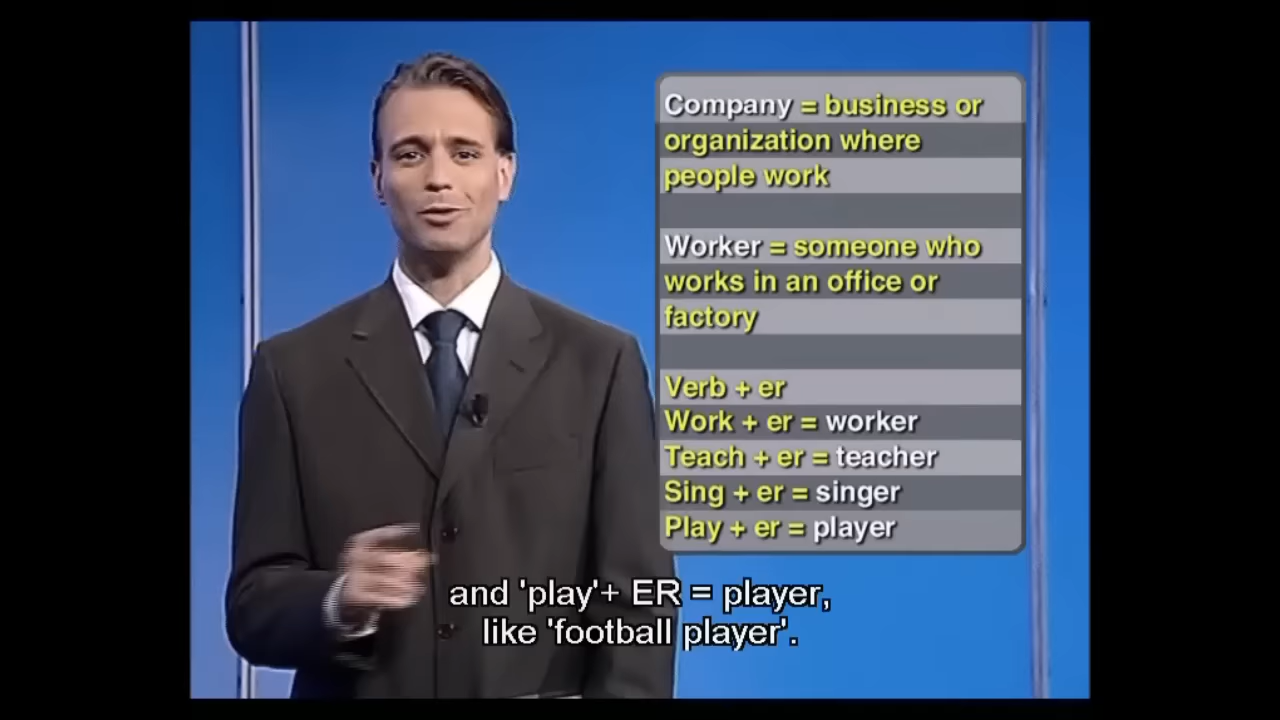 Company = business or
organization where
people work
Worker = someone who
works in an office or
factory
Verb + er
Work + er = worker
Teach + er = teacher
Sing + er = singer
Play + er = player
and 'play'+ ER = player,
like 'football player'.